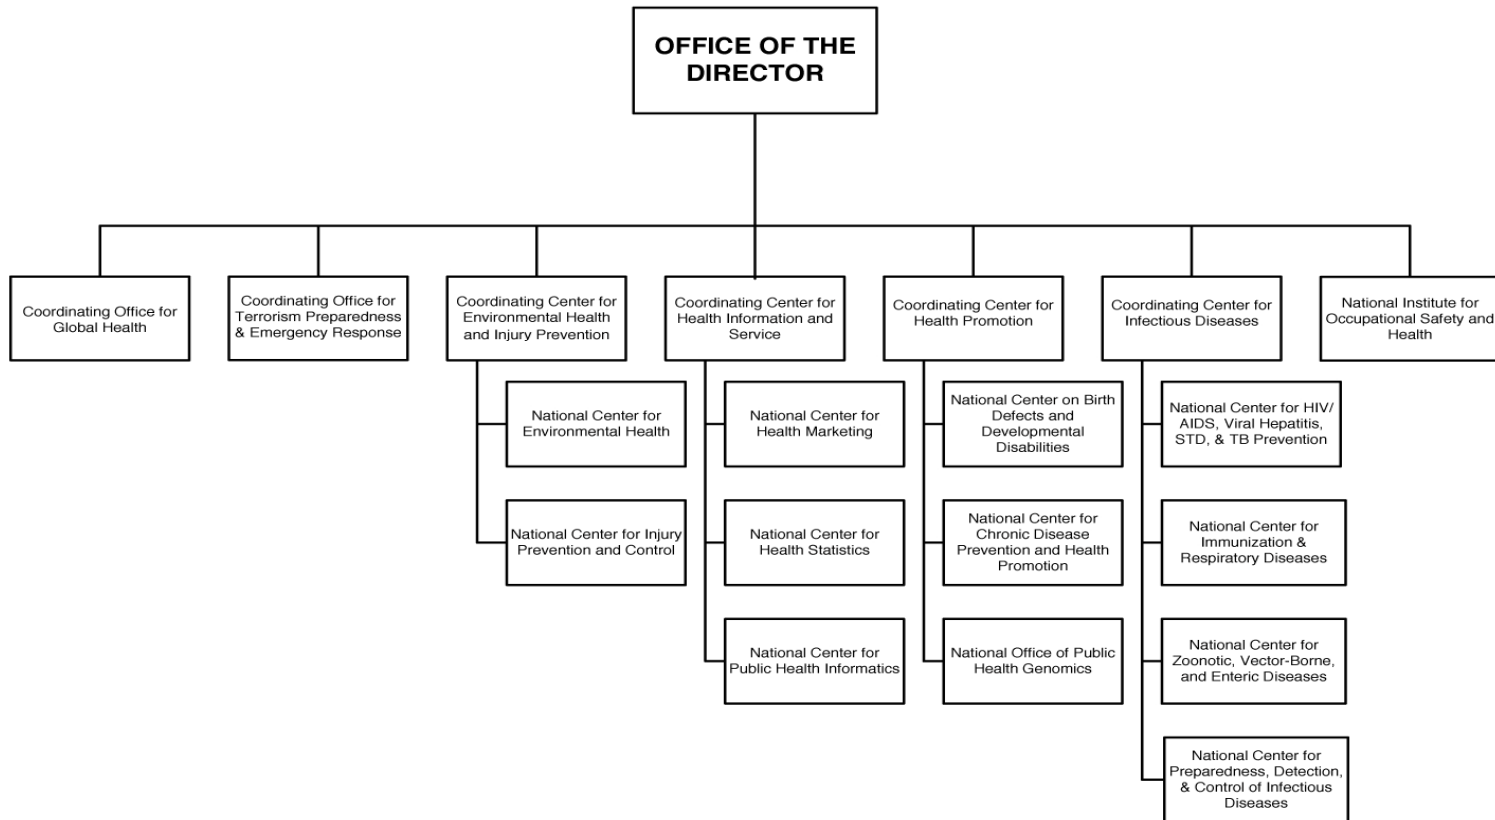 OFFICE OF THE
DIRECTOR
Coordinating Office for
Global Health
Coordinating Office for
Terrorism Preparedness
& Emergency Response
Coordinating Center for
Environmental Health
and Injury Prevention
Coordinating Center for
Health Information and
Service
Coordinating Center for
Health Promotion
Coordinating Center for
Infectious Diseases
National Institute for
Occupational Safety and
Health
National Center for
Environmental Health
National Center for Injury
Prevention and Control
National Center for
Health Marketing
National Center for
Health Statistics
National Center for
Public Health Informatics
National Center on Birth
Defects and
Developmental
Disabilities
National Center for
Chronic Disease
Prevention and Health
Promotion
National Office of Public
Health Genomics
National Center for HIV/
AIDS, Viral Hepatitis,
STD, & TB Prevention
National Center for
Immunization &
Respiratory Diseases
National Center for
Zoonotic, Vector-Borne,
and Enteric Diseases
National Center for
Preparedness, Detection,
& Control of Infectious
Diseases